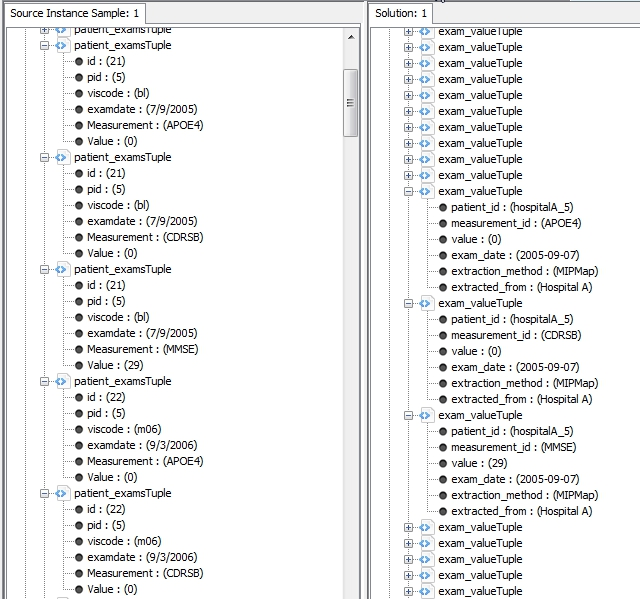 Source Instance Sample: 1
patient_examsTuple
patient_examsTuple
id : (21)
pid : (5)
viscode : (bl)
examdate : (7/9/2005)
Measurement : (APOE4)
Value : (0)
patient_examsTuple
id : (21)
pid : (5)
viscode : (bl)
examdate : (7/9/2005)
Measurement : (CDRSB)
Value : (0)
patient_examsTuple
id : (21)
pid : (5)
viscode : (bl)
examdate : (7/9/2005)
Measurement : (MMSE)
Value : (29)
patient_examsTuple
id : (22)
pid : (5)
viscode : (m06)
examdate : (9/3/2006)
Measurement : (APOE4)
Value : (0)
patient_examsTuple
id : (22)
pid : (5)
viscode : (m06)
examdate : (9/3/2006)
Measurement : (CDRSB)
Value : (0)
Solution: 1
exam_valueTuple
exam_valueTuple
exam_valueTuple
exam_valueTuple
exam_valueTuple
exam_valueTuple
exam_valueTuple
exam_valueTuple
exam_valueTuple
exam_valueTuple
exam_valueTuple
patient_id : (hospitalA_5)
measurement_id : (APOE4)
value : (0)
exam_date : (2005-09-07)
extraction_method : (MIPMap)
extracted_from : (Hospital A)
exam_valueTuple
patient_id : (hospitalA_5)
measurement_id : (CDRSB)
value : (0)
exam_date : (2005-09-07)
extraction_method : (MIPMap)
extracted_from : (Hospital A)
exam_valueTuple
patient_id : (hospitalA_5)
measurement_id : (MMSE)
value : (29)
exam_date : (2005-09-07)
extraction_method : (MIPMap)
extracted_from : (Hospital A)
exam_valueTuple
exam_valueTuple
exam_valueTuple
exam_valueTuple
exam_valueTuple